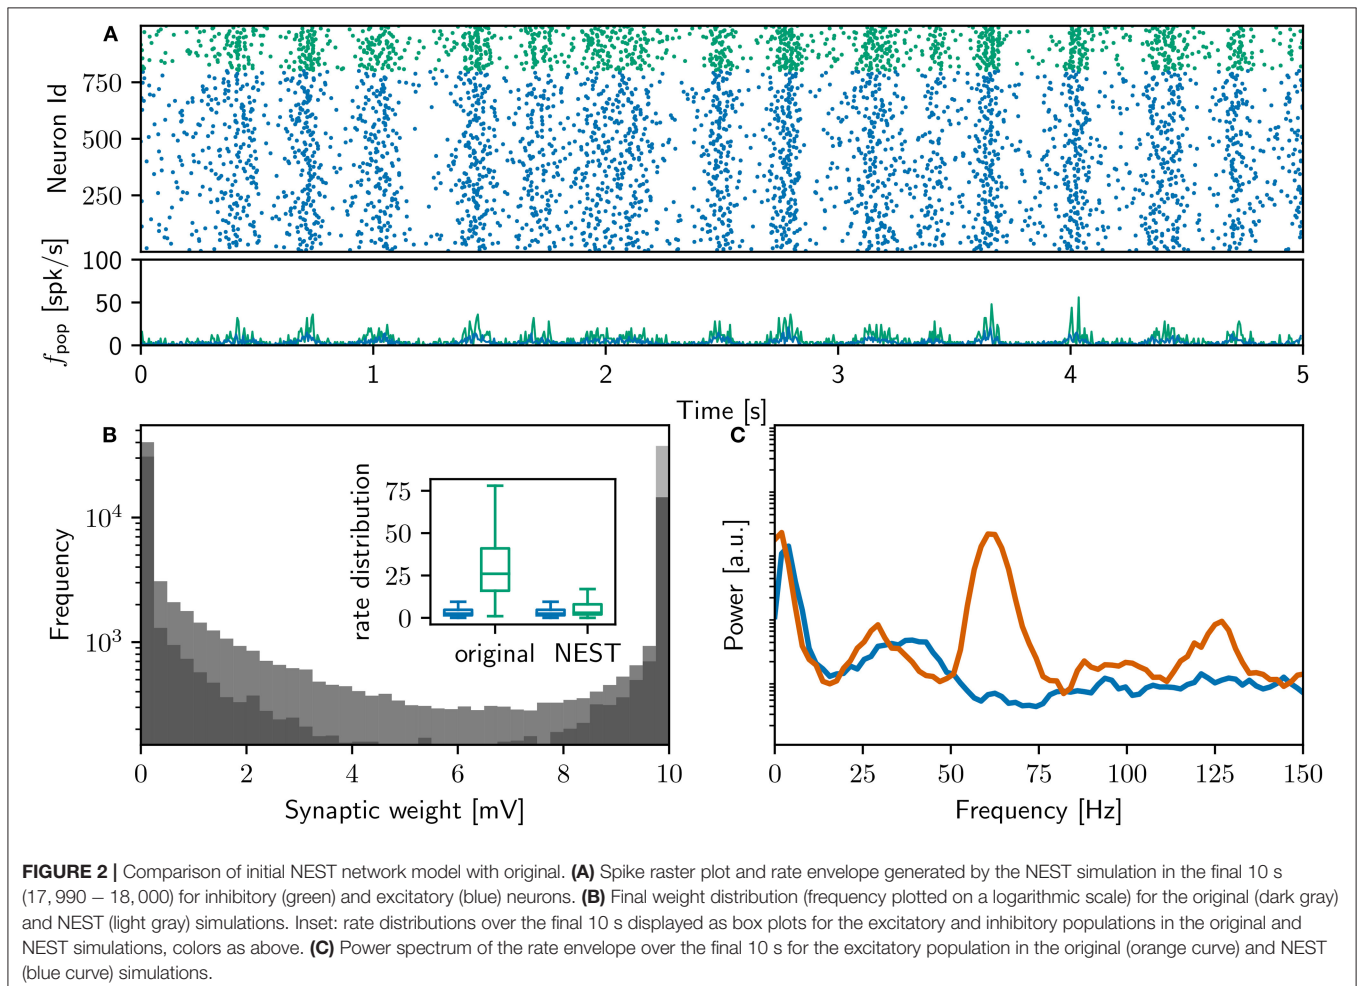 A
Neuron Id
750
500
250
f_pop [spk/s]
100
50
0
0 1 2 3 4 5
Time [s]
B
Frequency
10^4
10^3
rate distribution
75
50
25
0
original NEST
0 2 4 6 8 10
Synaptic weight [mV]
C
Power [a.u.]
0 25 50 75 100 125 150
Frequency [Hz]
FIGURE 2 | Comparison of initial NEST network model with original. (A) Spike raster plot and rate envelope generated by the NEST simulation in the final 10 s
(17, 990 − 18, 000) for inhibitory (green) and excitatory (blue) neurons. (B) Final weight distribution (frequency plotted on a logarithmic scale) for the original (dark gray)
and NEST (light gray) simulations. Inset: rate distributions over the final 10 s displayed as box plots for the excitatory and inhibitory populations in the original and
NEST simulations, colors as above. (C) Power spectrum of the rate envelope over the final 10 s for the excitatory population in the original (orange curve) and NEST
(blue curve) simulations.